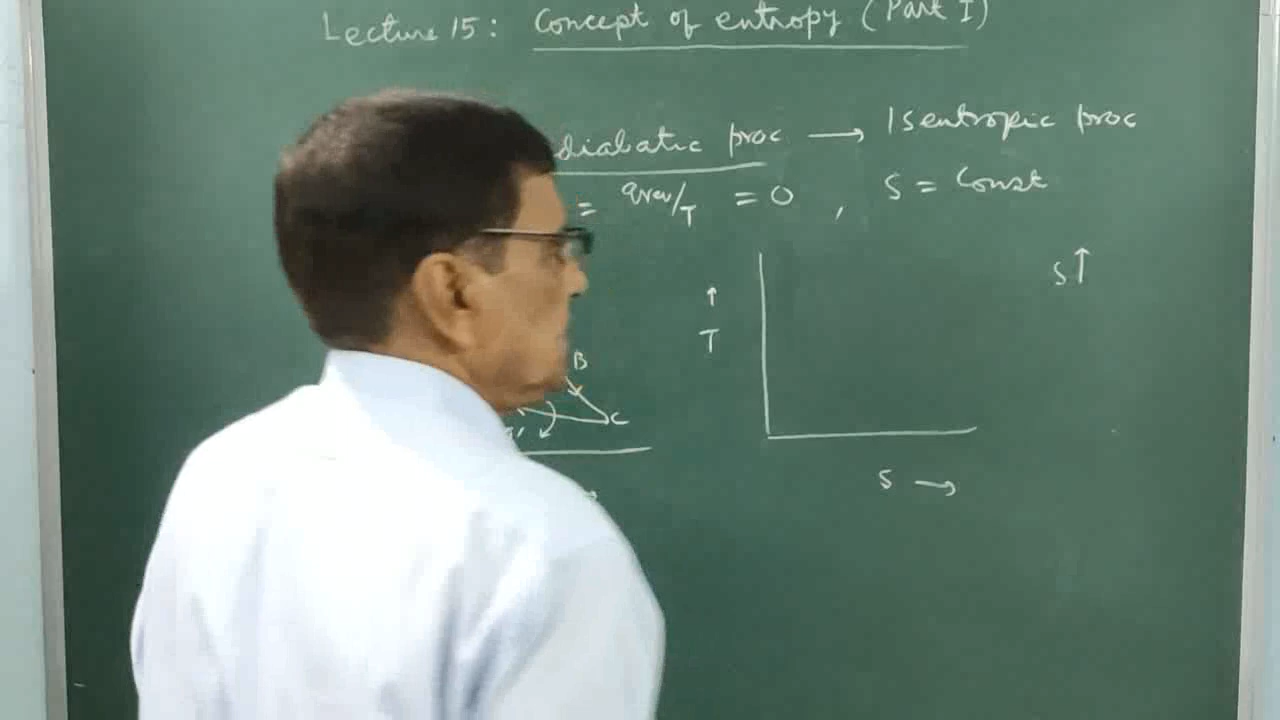 Lecture 15: Concept of entropy (Part I)
diabatic proc → Isentropic proc
= qrev/T = 0 , S = Const
S↑
↑
T
B
C
S →